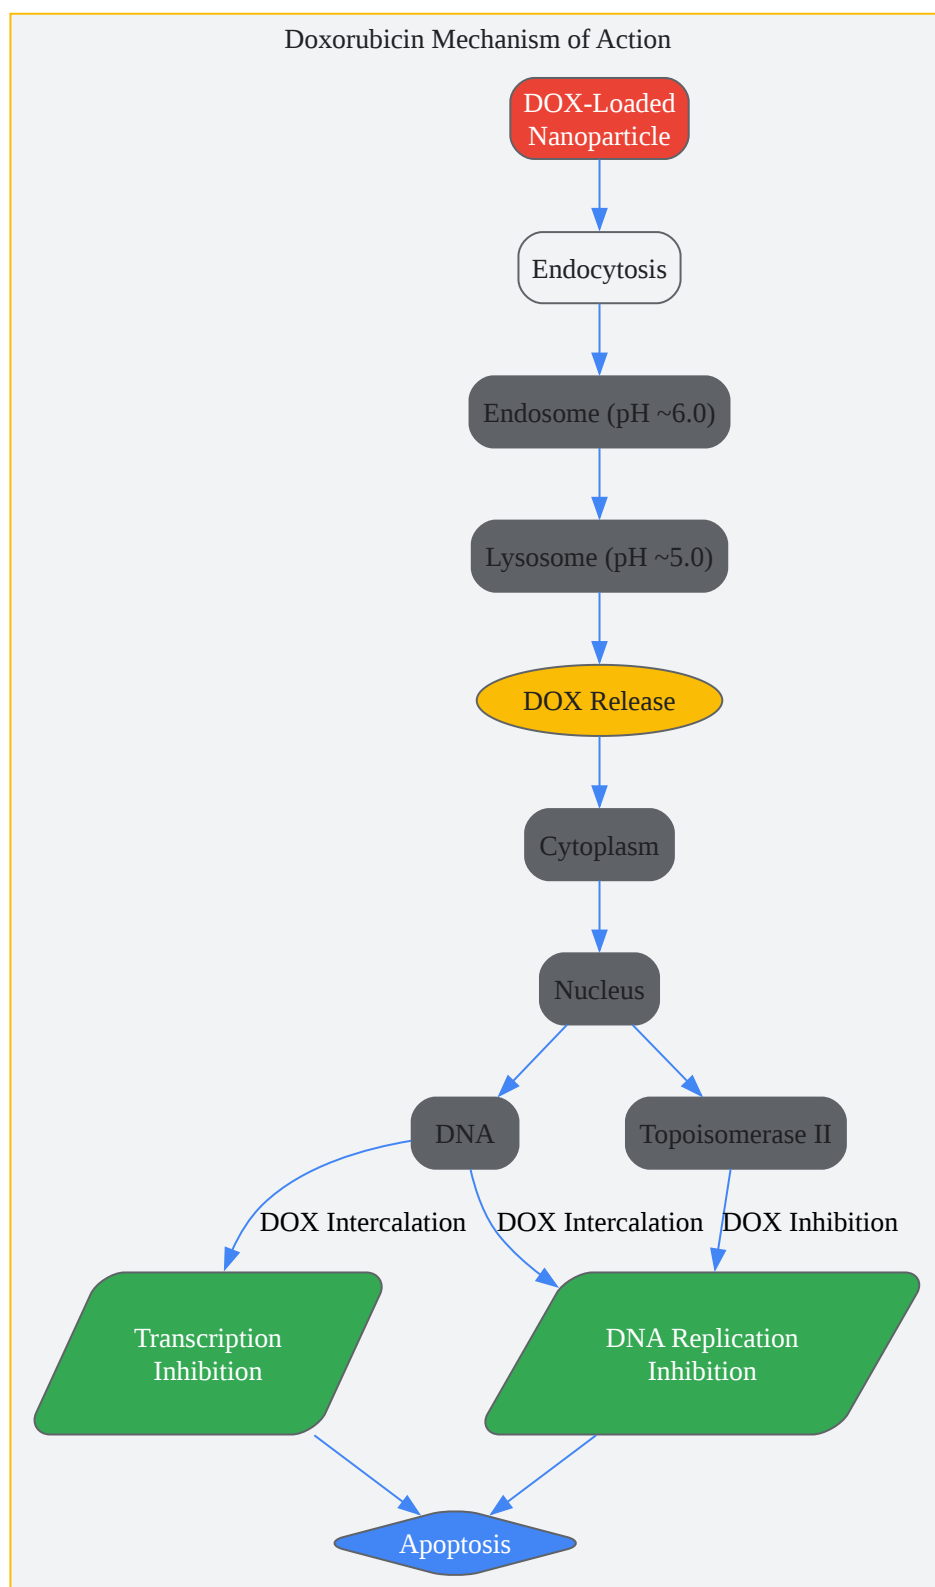 Doxorubicin Mechanism of Action
DOX-Loaded
Nanoparticle
Endocytosis
Endosome (pH ~6.0)
Lysosome (pH ~5.0)
DOX Release
Cytoplasm
Nucleus
DNA
Topoisomerase II
DOX Intercalation
DOX Intercalation
DOX Inhibition
Transcription
Inhibition
DNA Replication
Inhibition
Apoptosis